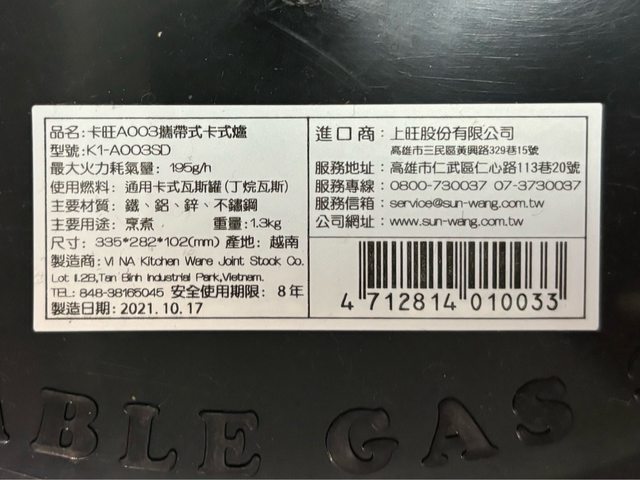 品名: 卡旺A003攜帶式卡式爐
型號:K1-A003SD
最大火力耗氣量: 195g/h
使用燃料: 通用卡式瓦斯罐(丁烷瓦斯)
主要材質: 鐵、鋁、鋅、不鏽鋼
主要用途: 烹煮 重量:1.3kg
尺寸: 335*282*102(mm) 產地: 越南
製造商: VI NA Kitchen Ware Joint Stock Co.
Lot II.2B,Tan Binh Industrial Park,Vietnam.
TEL: 848-38165045 安全使用期限: 8年
製造日期: 2021.10.17
進口商: 上旺股份有限公司
高雄市三民區黃興路329巷15號
服務地址: 高雄市仁武區仁心路113巷20號
服務專線: 0800-730037 07-3730037
服務信箱: service@sun-wang.com.tw
公司網址: www.sun-wang.com.tw
4 712814 010033
ABLE GAS